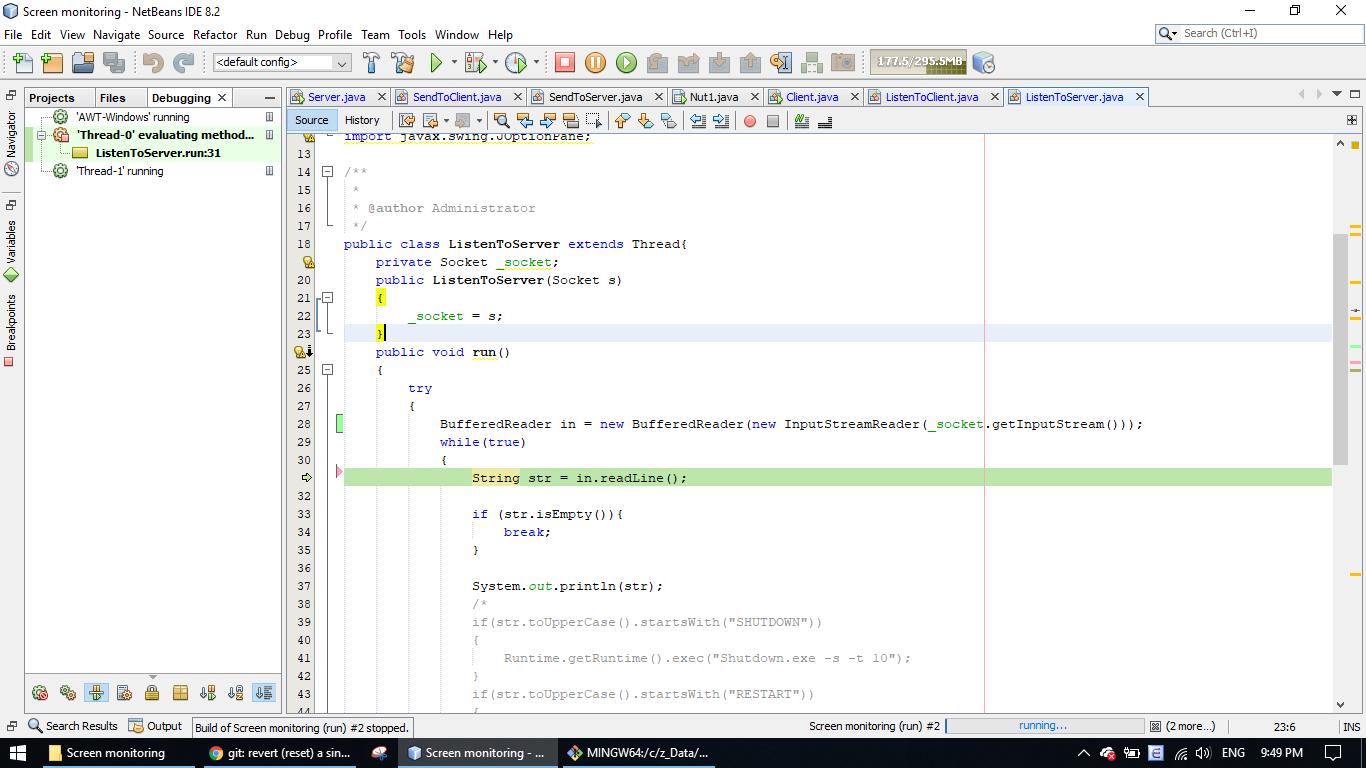 Screen monitoring - NetBeans IDE 8.2
File Edit View Navigate Source Refactor Run Debug Profile Team Tools Window Help
Search (Ctrl+I)
<default config>
177.5/295.5MB
Projects Files Debugging
Server.java SendToClient.java SendToServer.java Nut1.java Client.java ListenToClient.java ListenToServer.java
Source History
Navigator
Variables
Breakpoints
'AWT-Windows' running
'Thread-0' evaluating method...
ListenToServer.run:31
'Thread-1' running
import javax.swing.JOptionPane;
13
14 /**
15 *
16 * @author Administrator
17 */
18 public class ListenToServer extends Thread{
private Socket _socket;
20 public ListenToServer(Socket s)
21 {
22 _socket = s;
23 }
public void run()
25 {
26 try
27 {
28 BufferedReader in = new BufferedReader(new InputStreamReader(_socket.getInputStream()));
29 while(true)
30 {
String str = in.readLine();
32
33 if (str.isEmpty()){
34 break;
35 }
36
37 System.out.println(str);
38 /*
39 if(str.toUpperCase().startsWith("SHUTDOWN"))
40 {
41 Runtime.getRuntime().exec("Shutdown.exe -s -t 10");
42 }
43 if(str.toUpperCase().startsWith("RESTART"))
44 {
Search Results Output Build of Screen monitoring (run) #2 stopped. Screen monitoring (run) #2 running... (2 more...) 23:6 INS
Screen monitoring git: revert (reset) a sin... Screen monitoring - ... MINGW64:/c/z_Data/... ENG 9:49 PM